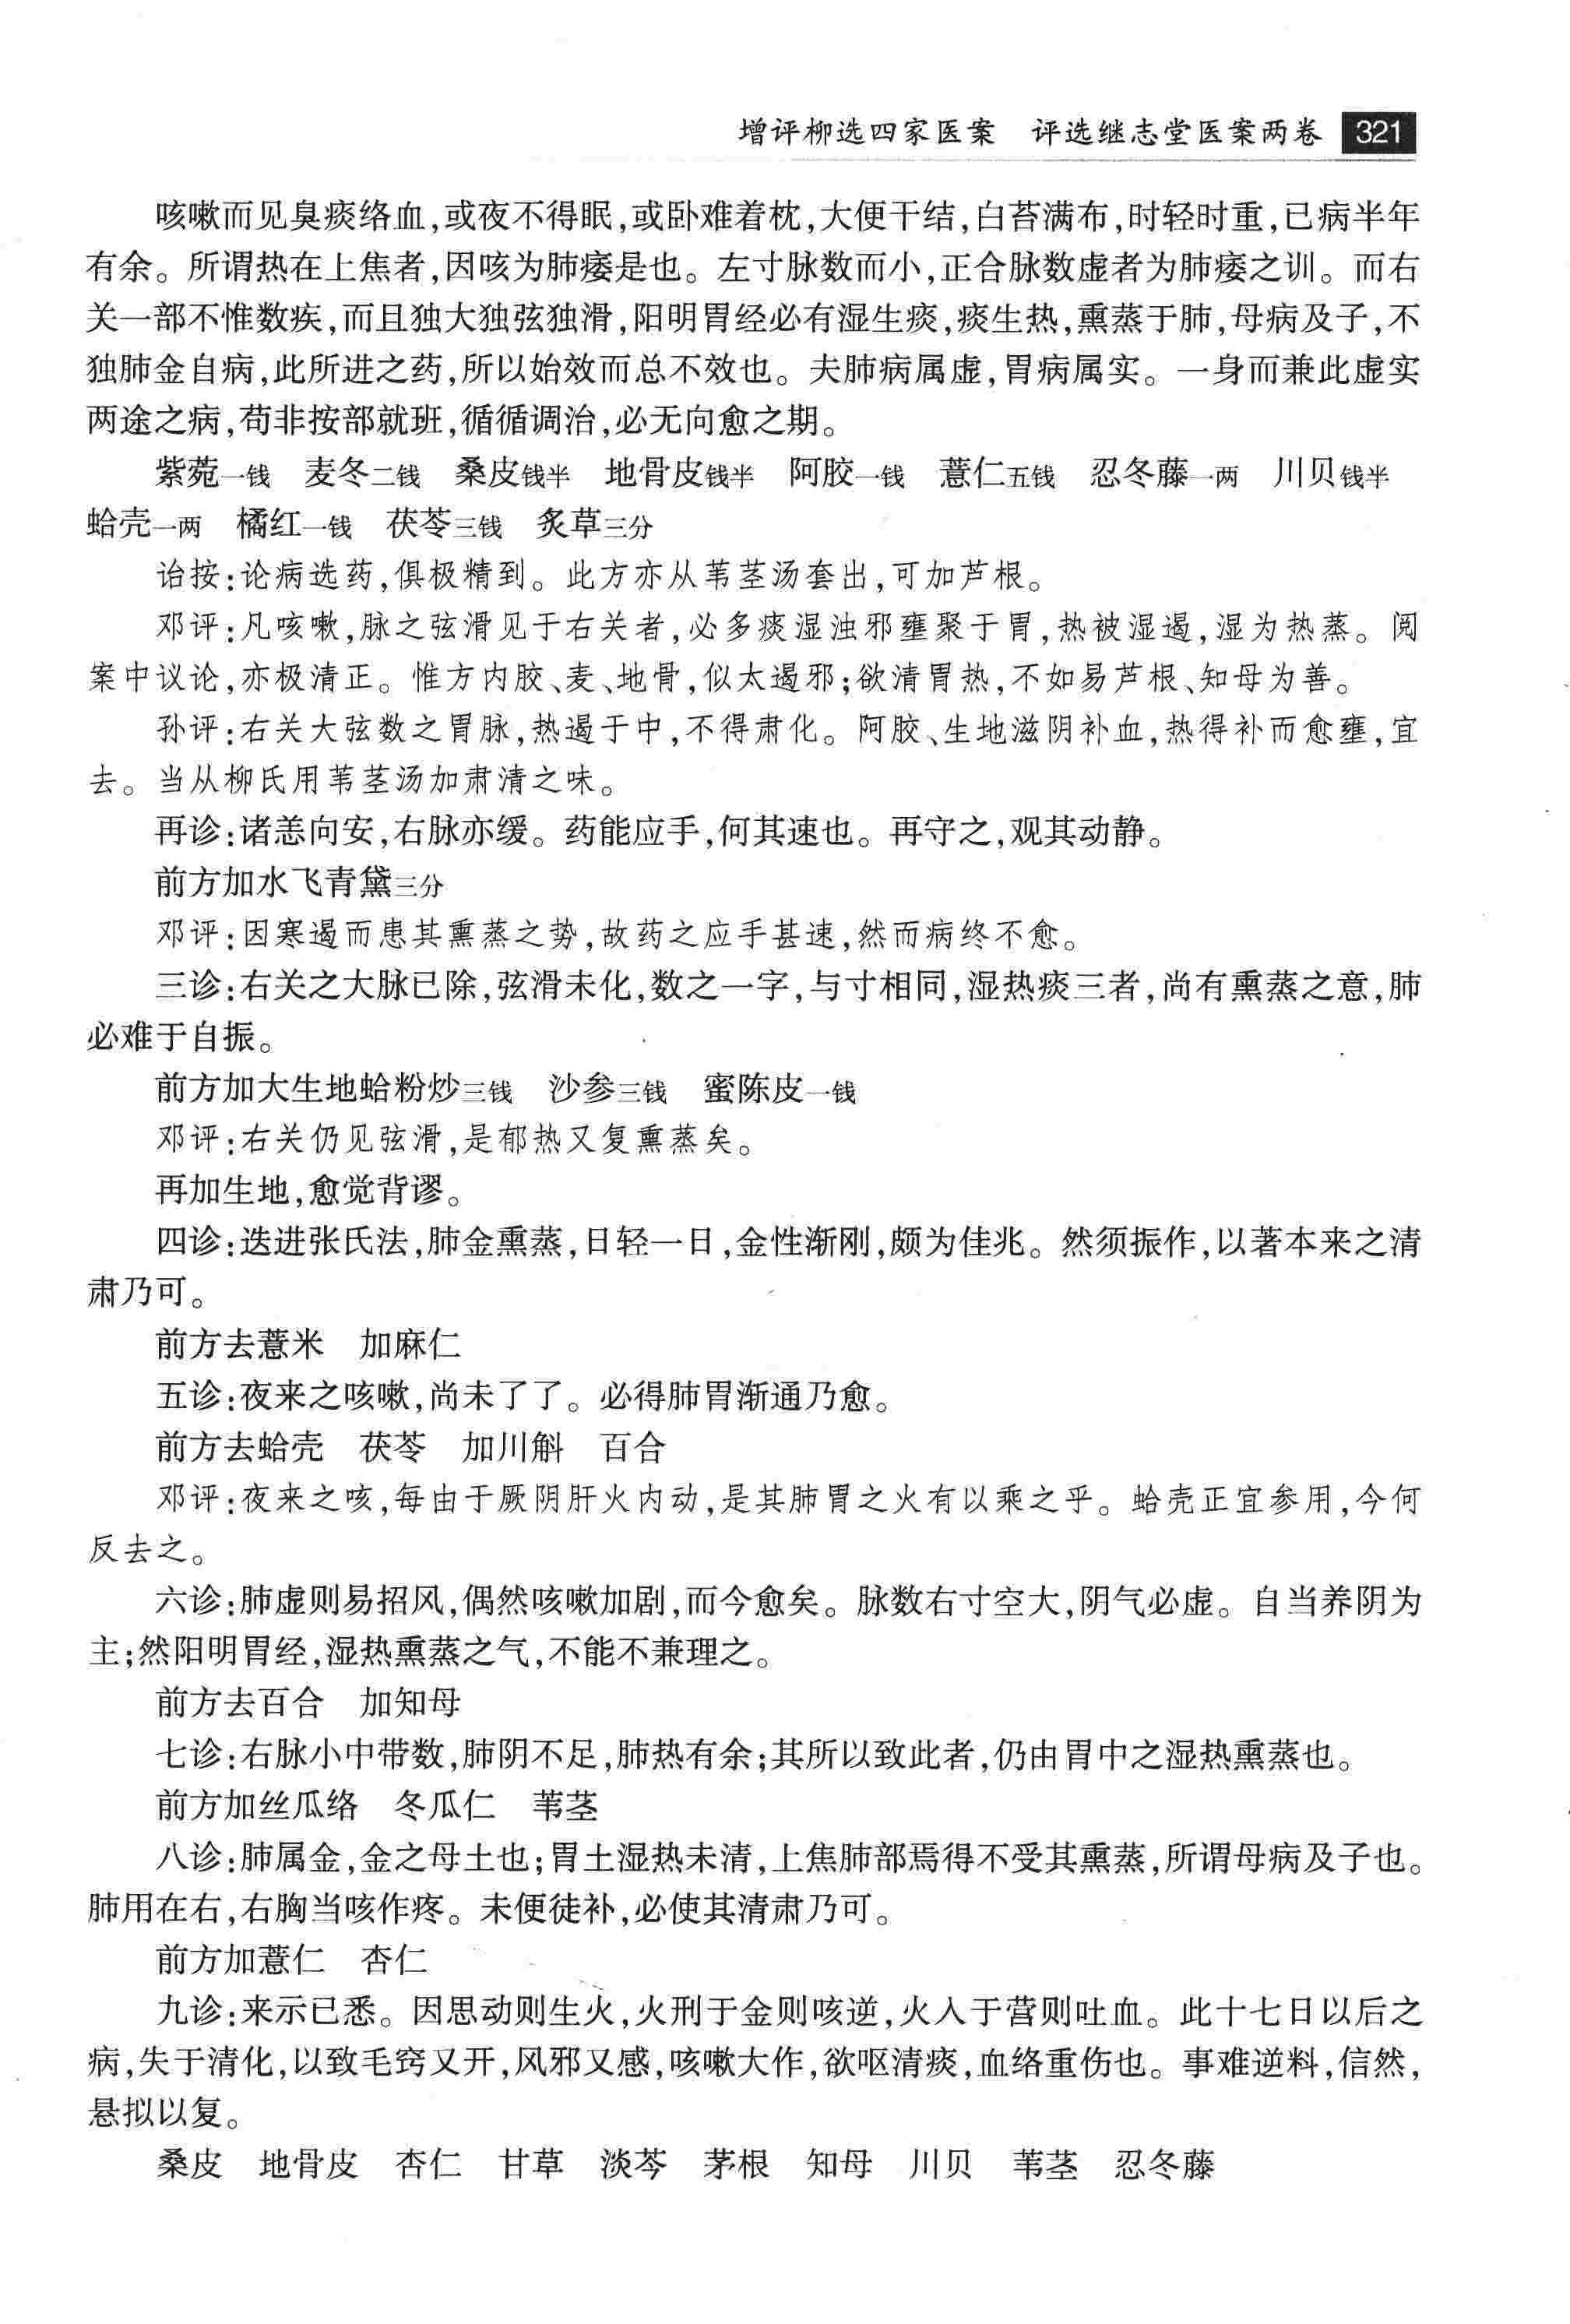 增评柳选四家医案　评选继志堂医案两卷　321
咳嗽而见臭痰络血,或夜不得眠,或卧难着枕,大便干结,白苔满布,时轻时重,已病半年
有余。所谓热在上焦者,因咳为肺痿是也。左寸脉数而小,正合脉数虚者为肺痿之训。而右
关一部不惟数疾,而且独大独弦独滑,阳明胃经必有湿生痰,痰生热,熏蒸于肺,母病及子,不
独肺金自病,此所进之药,所以始效而总不效也。夫肺病属虚,胃病属实。一身而兼此虚实
两途之病,苟非按部就班,循循调治,必无向愈之期。
紫菀一钱　麦冬二钱　桑皮钱半　地骨皮钱半　阿胶一钱　薏仁五钱　忍冬藤一两　川贝钱半
蛤壳一两　橘红一钱　茯苓三钱　炙草三分
诒按:论病选药,俱极精到。此方亦从苇茎汤套出,可加芦根。
邓评:凡咳嗽,脉之弦滑见于右关者,必多痰湿浊邪壅聚于胃,热被湿遏,湿为热蒸。阅
案中议论,亦极清正。惟方内胶、麦、地骨,似太遏邪;欲清胃热,不如易芦根、知母为善。
孙评:右关大弦数之胃脉,热遏于中,不得肃化。阿胶、生地滋阴补血,热得补而愈壅,宜
去。当从柳氏用苇茎汤加肃清之味。
再诊:诸恙向安,右脉亦缓。药能应手,何其速也。再守之,观其动静。
前方加水飞青黛三分
邓评:因寒遏而患其熏蒸之势,故药之应手甚速,然而病终不愈。
三诊:右关之大脉已除,弦滑未化,数之一字,与寸相同,湿热痰三者,尚有熏蒸之意,肺
必难于自振。
前方加大生地蛤粉炒三钱　沙参三钱　蜜陈皮一钱
邓评:右关仍见弦滑,是郁热又复熏蒸矣。
再加生地,愈觉背谬。
四诊:迭进张氏法,肺金熏蒸,日轻一日,金性渐刚,颇为佳兆。然须振作,以著本来之清
肃乃可。
前方去薏米　加麻仁
五诊:夜来之咳嗽,尚未了了。必得肺胃渐通乃愈。
前方去蛤壳　茯苓　加川斛　百合
邓评:夜来之咳,每由于厥阴肝火内动,是其肺胃之火有以乘之乎。蛤壳正宜参用,今何
反去之。
六诊:肺虚则易招风,偶然咳嗽加剧,而今愈矣。脉数右寸空大,阴气必虚。自当养阴为
主;然阳明胃经,湿热熏蒸之气,不能不兼理之。
前方去百合　加知母
七诊:右脉小中带数,肺阴不足,肺热有余;其所以致此者,仍由胃中之湿热熏蒸也。
前方加丝瓜络　冬瓜仁　苇茎
八诊:肺属金,金之母土也;胃土湿热未清,上焦肺部焉得不受其熏蒸,所谓母病及子也。
肺用在右,右胸当咳作疼。未便徒补,必使其清肃乃可。
前方加薏仁　杏仁
九诊:来示已悉。因思动则生火,火刑于金则咳逆,火入于营则吐血。此十七日以后之
病,失于清化,以致毛窍又开,风邪又感,咳嗽大作,欲呕清痰,血络重伤也。事难逆料,信然,
悬拟以复。
桑皮　地骨皮　杏仁　甘草　淡芩　茅根　知母　川贝　苇茎　忍冬藤